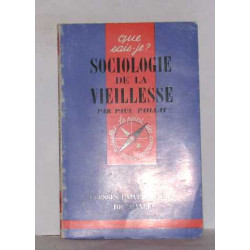 que
sais-je?
SOCIOLOGIE
DE LA
VIEILLESSE
PAR PAUL PAILLAT